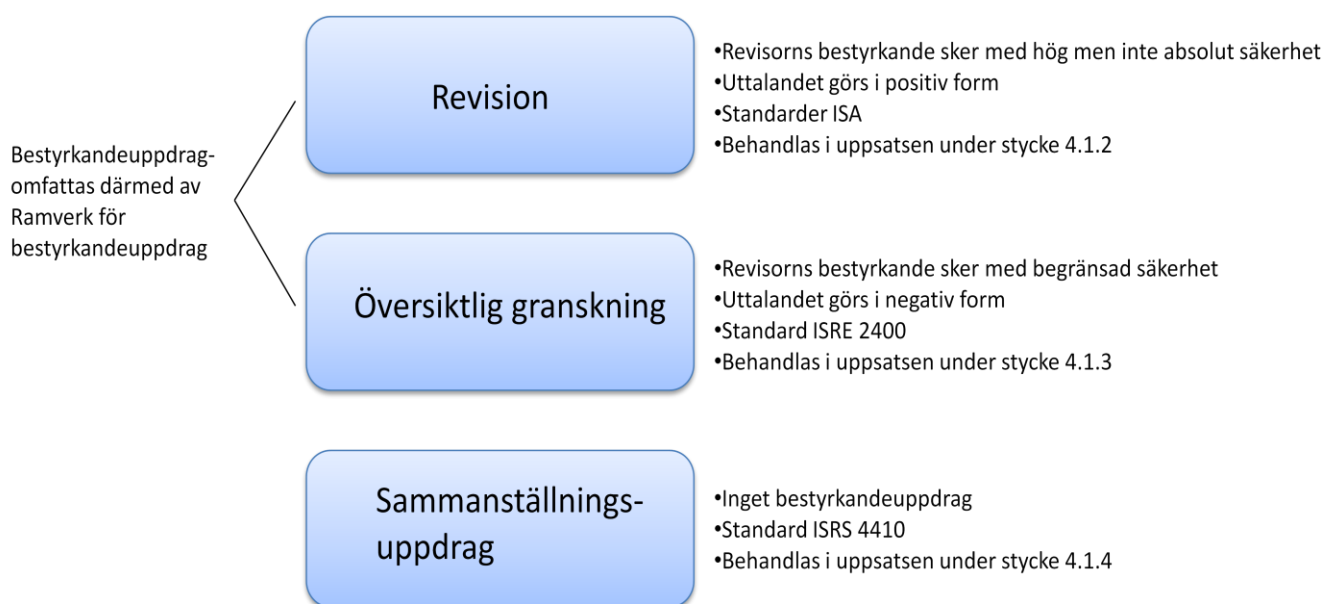 Bestyrkandeuppdrag-
omfattas därmed av
Ramverk för
bestyrkandeuppdrag
Revision
•Revisorns bestyrkande sker med hög men inte absolut säkerhet
•Uttalandet görs i positiv form
•Standarder ISA
•Behandlas i uppsatsen under stycke 4.1.2
Översiktlig granskning
•Revisorns bestyrkande sker med begränsad säkerhet
•Uttalandet görs i negativ form
•Standard ISRE 2400
•Behandlas i uppsatsen under stycke 4.1.3
Sammanställnings-
uppdrag
•Inget bestyrkandeuppdrag
•Standard ISRS 4410
•Behandlas i uppsatsen under stycke 4.1.4